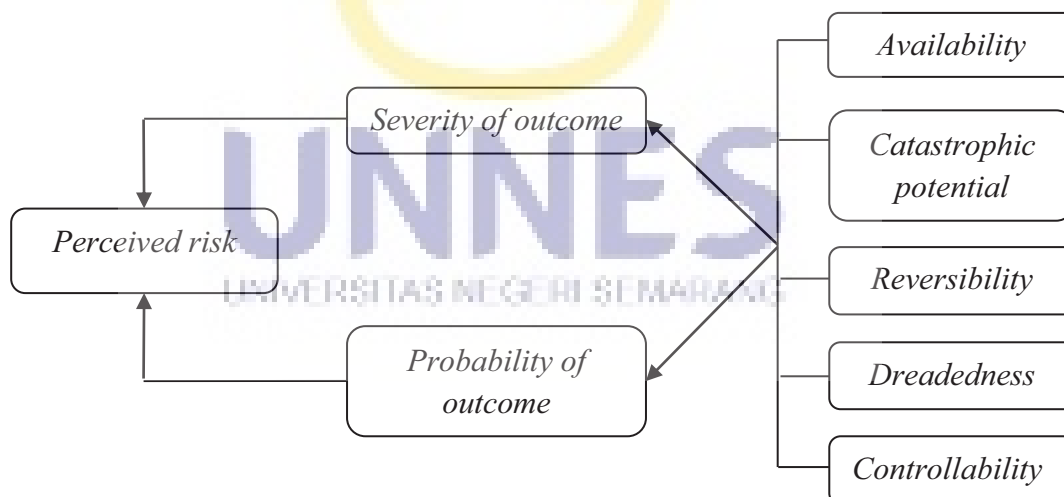 Availability
Severity of outcome
Catastrophic
potential
UNNES
Perceived risk
Reversibility
UNIVERSITAS NEGERI SEMARANG
Probability of
outcome
Dreadedness
Controllability